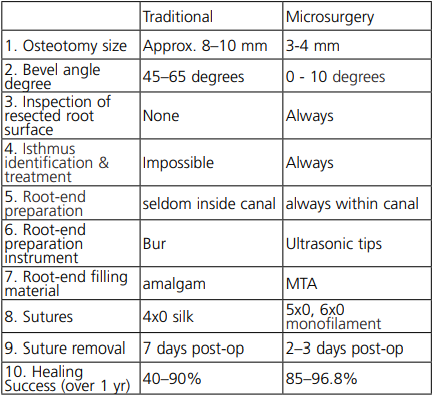 Traditional Microsurgery
1. Osteotomy size Approx. 8–10 mm 3-4 mm
2. Bevel angle
degree
45–65 degrees 0 - 10 degrees
3. Inspection of
resected root
surface
None Always
4. Isthmus
identification &
treatment
Impossible Always
5. Root-end
preparation
seldom inside canal always within canal
6. Root-end
preparation
instrument
Bur Ultrasonic tips
7. Root-end filling
material
amalgam MTA
8. Sutures 4x0 silk 5x0, 6x0
monofilament
9. Suture removal 7 days post-op 2–3 days post-op
10. Healing
Success (over 1 yr)
40–90% 85–96.8%